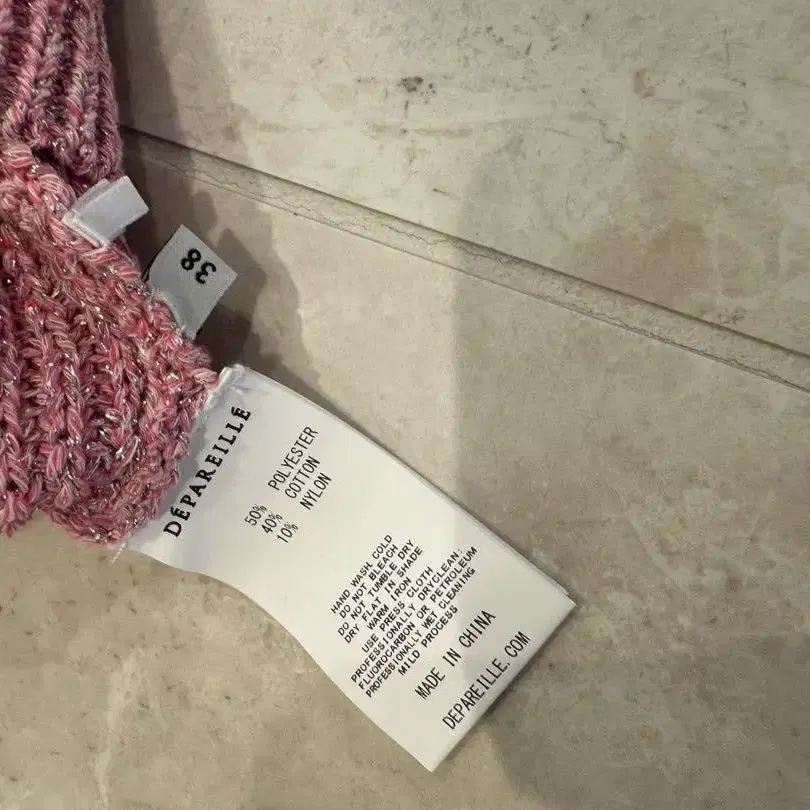 38
DÉPAREILLÉ
50% POLYESTER
40% COTTON
10% NYLON
HAND WASH COLD
DO NOT BLEACH
DO NOT TUMBLE DRY
DRY FLAT IN SHADE
WARM IRON
USE PRESS CLOTH
PROFESSIONALLY DRYCLEAN:
FLUOROCARBON OR PETROLEUM
PROFESSIONALLY WET CLEANING
MILD PROCESS
MADE IN CHINA
DEPAREILLE.COM